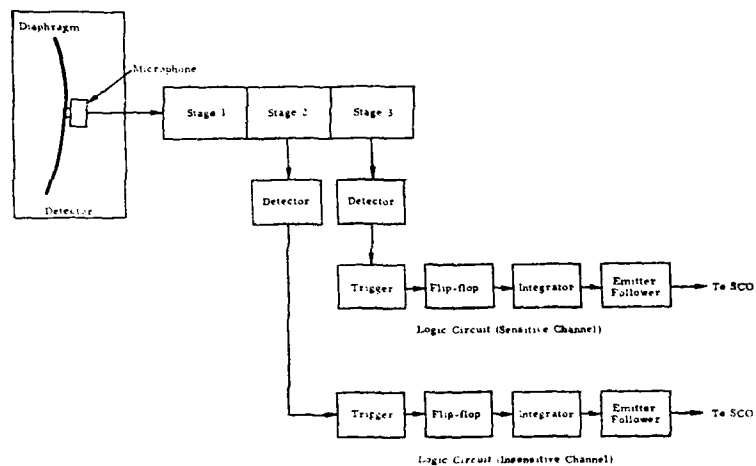 Diaphragm
Microphone
Stage 1 Stage 2 Stage 3
Detector Detector
Detector
Trigger Flip-flop Integrator Emitter
Follower To SCO
Logic Circuit (Sensitive Channel)
Trigger Flip-flop Integrator Emitter
Follower To SCO
Logic Circuit (Insensitive Channel)